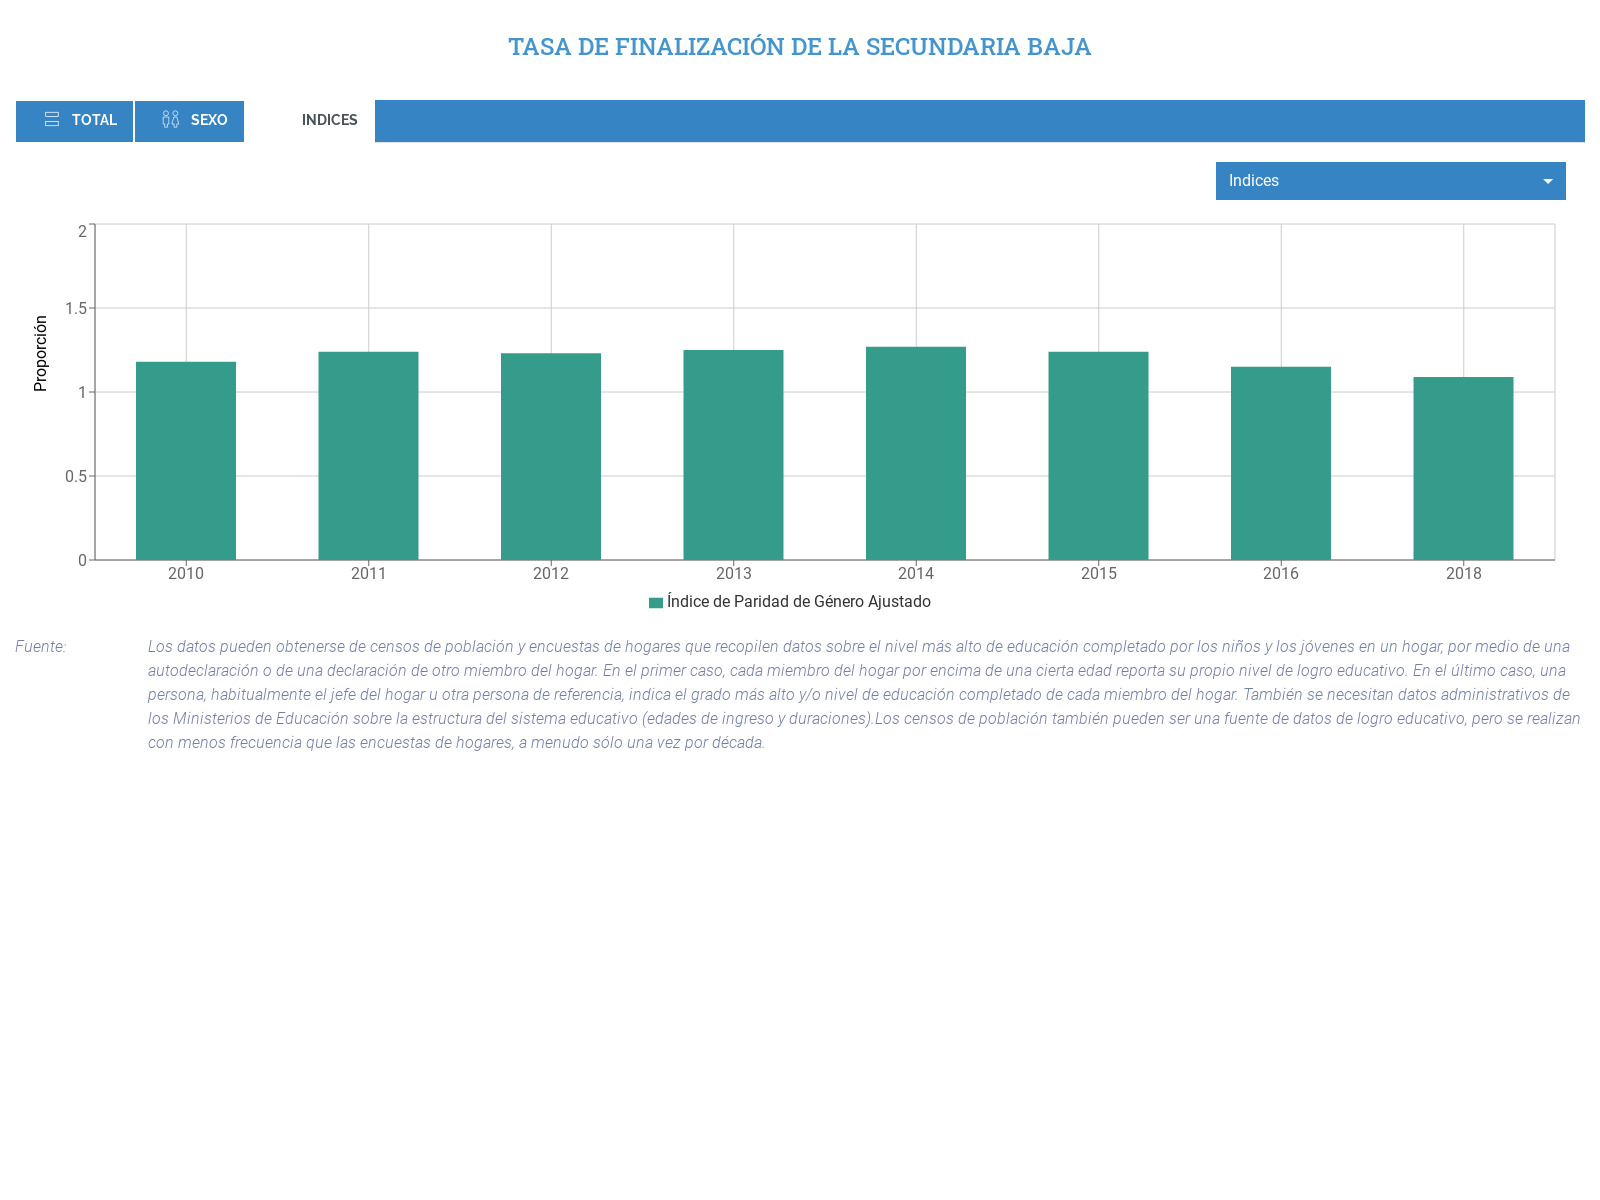 TASA DE FINALIZACIÓN DE LA SECUNDARIA BAJA
TOTAL SEXO INDICES
Indices
2
1.5
1
0.5
0
Proporción
2010 2011 2012 2013 2014 2015 2016 2018
Índice de Paridad de Género Ajustado
Fuente: Los datos pueden obtenerse de censos de población y encuestas de hogares que recopilen datos sobre el nivel más alto de educación completado por los niños y los jóvenes en un hogar, por medio de una
autodeclaración o de una declaración de otro miembro del hogar. En el primer caso, cada miembro del hogar por encima de una cierta edad reporta su propio nivel de logro educativo. En el último caso, una
persona, habitualmente el jefe del hogar u otra persona de referencia, indica el grado más alto y/o nivel de educación completado de cada miembro del hogar. También se necesitan datos administrativos de
los Ministerios de Educación sobre la estructura del sistema educativo (edades de ingreso y duraciones).Los censos de población también pueden ser una fuente de datos de logro educativo, pero se realizan
con menos frecuencia que las encuestas de hogares, a menudo sólo una vez por década.